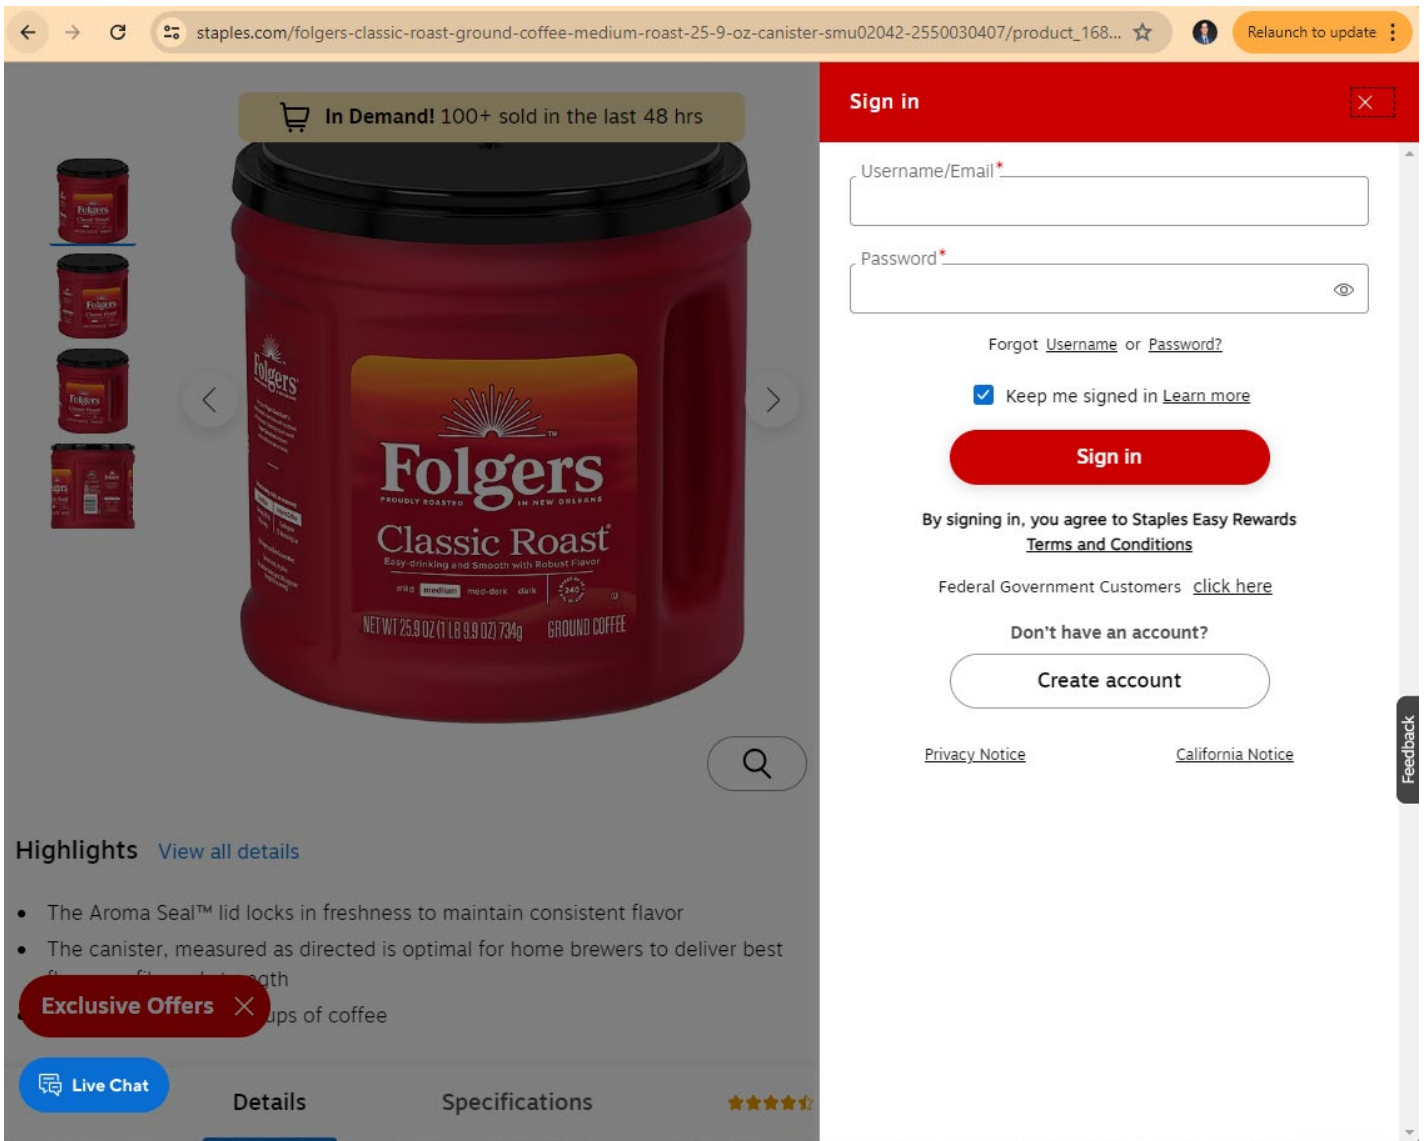 staples.com/folgers-classic-roast-ground-coffee-medium-roast-25-9-oz-canister-smu02042-2550030407/product_168...
Relaunch to update
In Demand! 100+ sold in the last 48 hrs
Folgers
Classic Roast
Folgers
Folgers
Folgers
Folgers™
PROUDLY ROASTED IN NEW ORLEANS
Classic Roast®
Easy-drinking and Smooth with Robust Flavor
mild medium med-dark dark
240
NET WT 25.9 OZ (1 LB 9.9 OZ) 734g GROUND COFFEE
Highlights View all details
• The Aroma Seal™ lid locks in freshness to maintain consistent flavor
• The canister, measured as directed is optimal for home brewers to deliver best
ups of coffee
Exclusive Offers
Live Chat
Details Specifications
Sign in
Username/Email*
Password*
Forgot Username or Password?
Keep me signed in Learn more
Sign in
By signing in, you agree to Staples Easy Rewards
Terms and Conditions
Federal Government Customers click here
Don't have an account?
Create account
Privacy Notice California Notice
Feedback